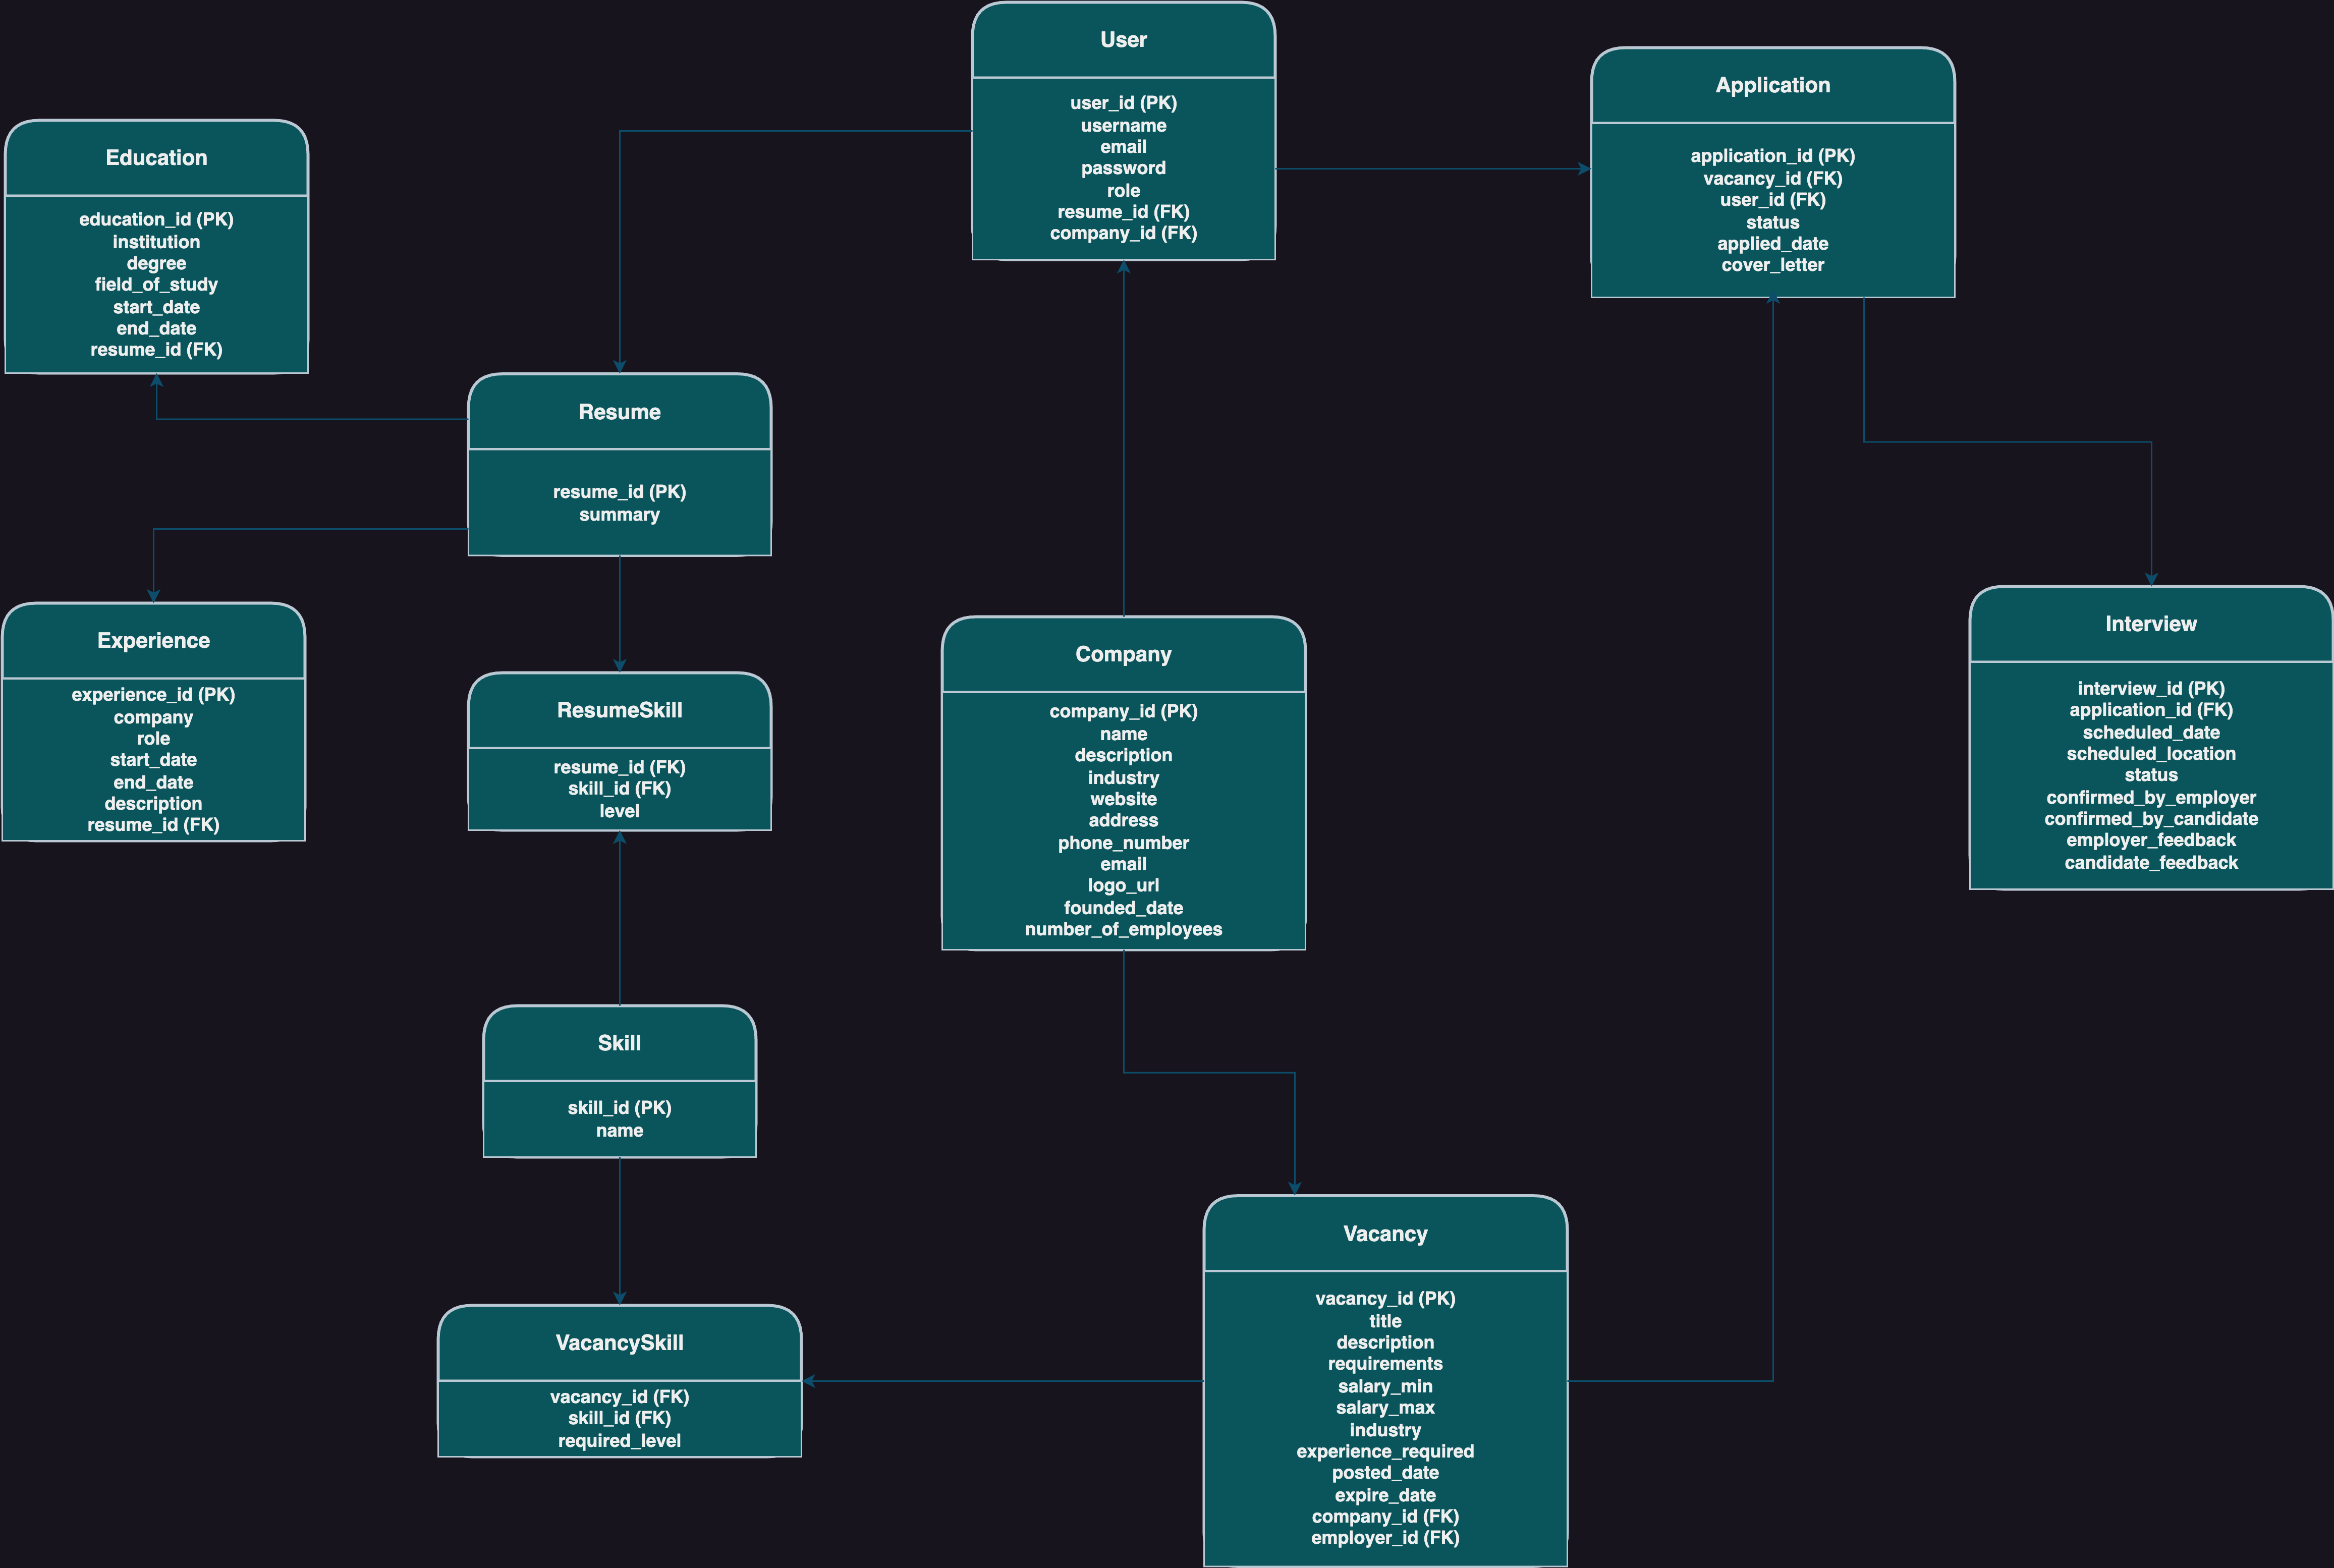 User
user_id (PK)
username
email
password
role
resume_id (FK)
company_id (FK)
Application
application_id (PK)
vacancy_id (FK)
user_id (FK)
status
applied_date
cover_letter
Education
education_id (PK)
institution
degree
field_of_study
start_date
end_date
resume_id (FK)
Resume
resume_id (PK)
summary
Experience
experience_id (PK)
company
role
start_date
end_date
description
resume_id (FK)
ResumeSkill
resume_id (FK)
skill_id (FK)
level
Company
company_id (PK)
name
description
industry
website
address
phone_number
email
logo_url
founded_date
number_of_employees
Interview
interview_id (PK)
application_id (FK)
scheduled_date
scheduled_location
status
confirmed_by_employer
confirmed_by_candidate
employer_feedback
candidate_feedback
Skill
skill_id (PK)
name
VacancySkill
vacancy_id (FK)
skill_id (FK)
required_level
Vacancy
vacancy_id (PK)
title
description
requirements
salary_min
salary_max
industry
experience_required
posted_date
expire_date
company_id (FK)
employer_id (FK)